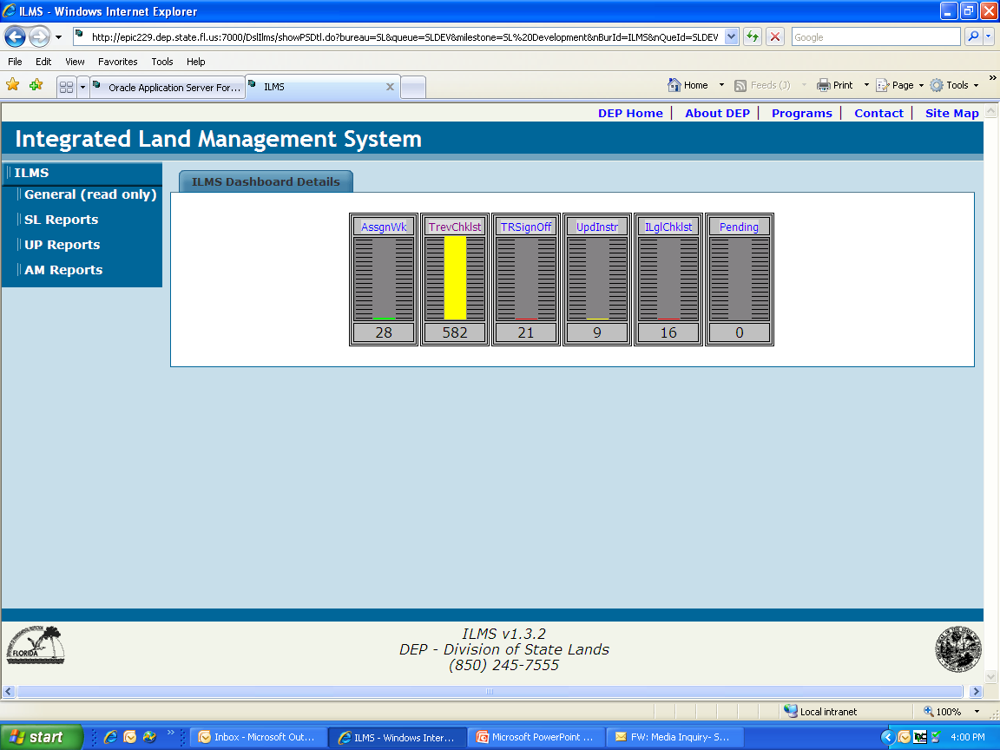 ILMS - Windows Internet Explorer
http://epic229.dep.state.fl.us:7000/DslIlms/showPSDtl.do?bureau=SL&queue=SLDEV&milestone=SL%20Development&nBurId=ILMS&nQueId=SLDEV
Google
File Edit View Favorites Tools Help
Oracle Application Server For... ILMS Home Feeds (J) Print Page Tools
DEP Home | About DEP | Programs | Contact | Site Map
Integrated Land Management System
ILMS
General (read only)
SL Reports
UP Reports
AM Reports
ILMS Dashboard Details
AssgnWk TrevChklst TRSignOff UpdInstr ILglChklst Pending
28 582 21 9 16 0
FLORIDA
ILMS v1.3.2
DEP - Division of State Lands
(850) 245-7555
Local intranet 100%
start Inbox - Microsoft Out... ILMS - Windows Inter... Microsoft PowerPoint ... FW: Media Inquiry- S... 4:00 PM